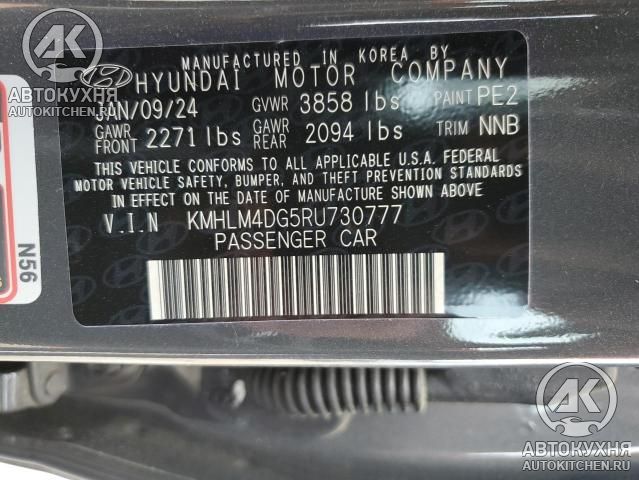 MANUFACTURED IN KOREA BY
HYUNDAI MOTOR COMPANY
JAN/09/24 GVWR 3858 lbs PAINT PE2
GAWR FRONT 2271 lbs GAWR REAR 2094 lbs TRIM NNB
THIS VEHICLE CONFORMS TO ALL APPLICABLE U.S.A. FEDERAL
MOTOR VEHICLE SAFETY, BUMPER, AND THEFT PREVENTION STANDARDS
IN EFFECT ON THE DATE OF MANUFACTURE SHOWN ABOVE
V.I.N KMHLM4DG5RU730777
PASSENGER CAR
N56
АК
АВТОКУХНЯ
AUTOKITCHEN.RU
АК
АВТОКУХНЯ
AUTOKITCHEN.RU